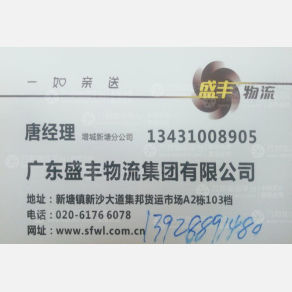 一如亲送
盛丰物流
唐经理 增城新塘分公司 13431008905
广东盛丰物流集团有限公司
地址：新塘镇新沙大道集邦货运市场A2栋103档
电话：020-6176 6078
网址：www.sfwl.com.cn
13928891480